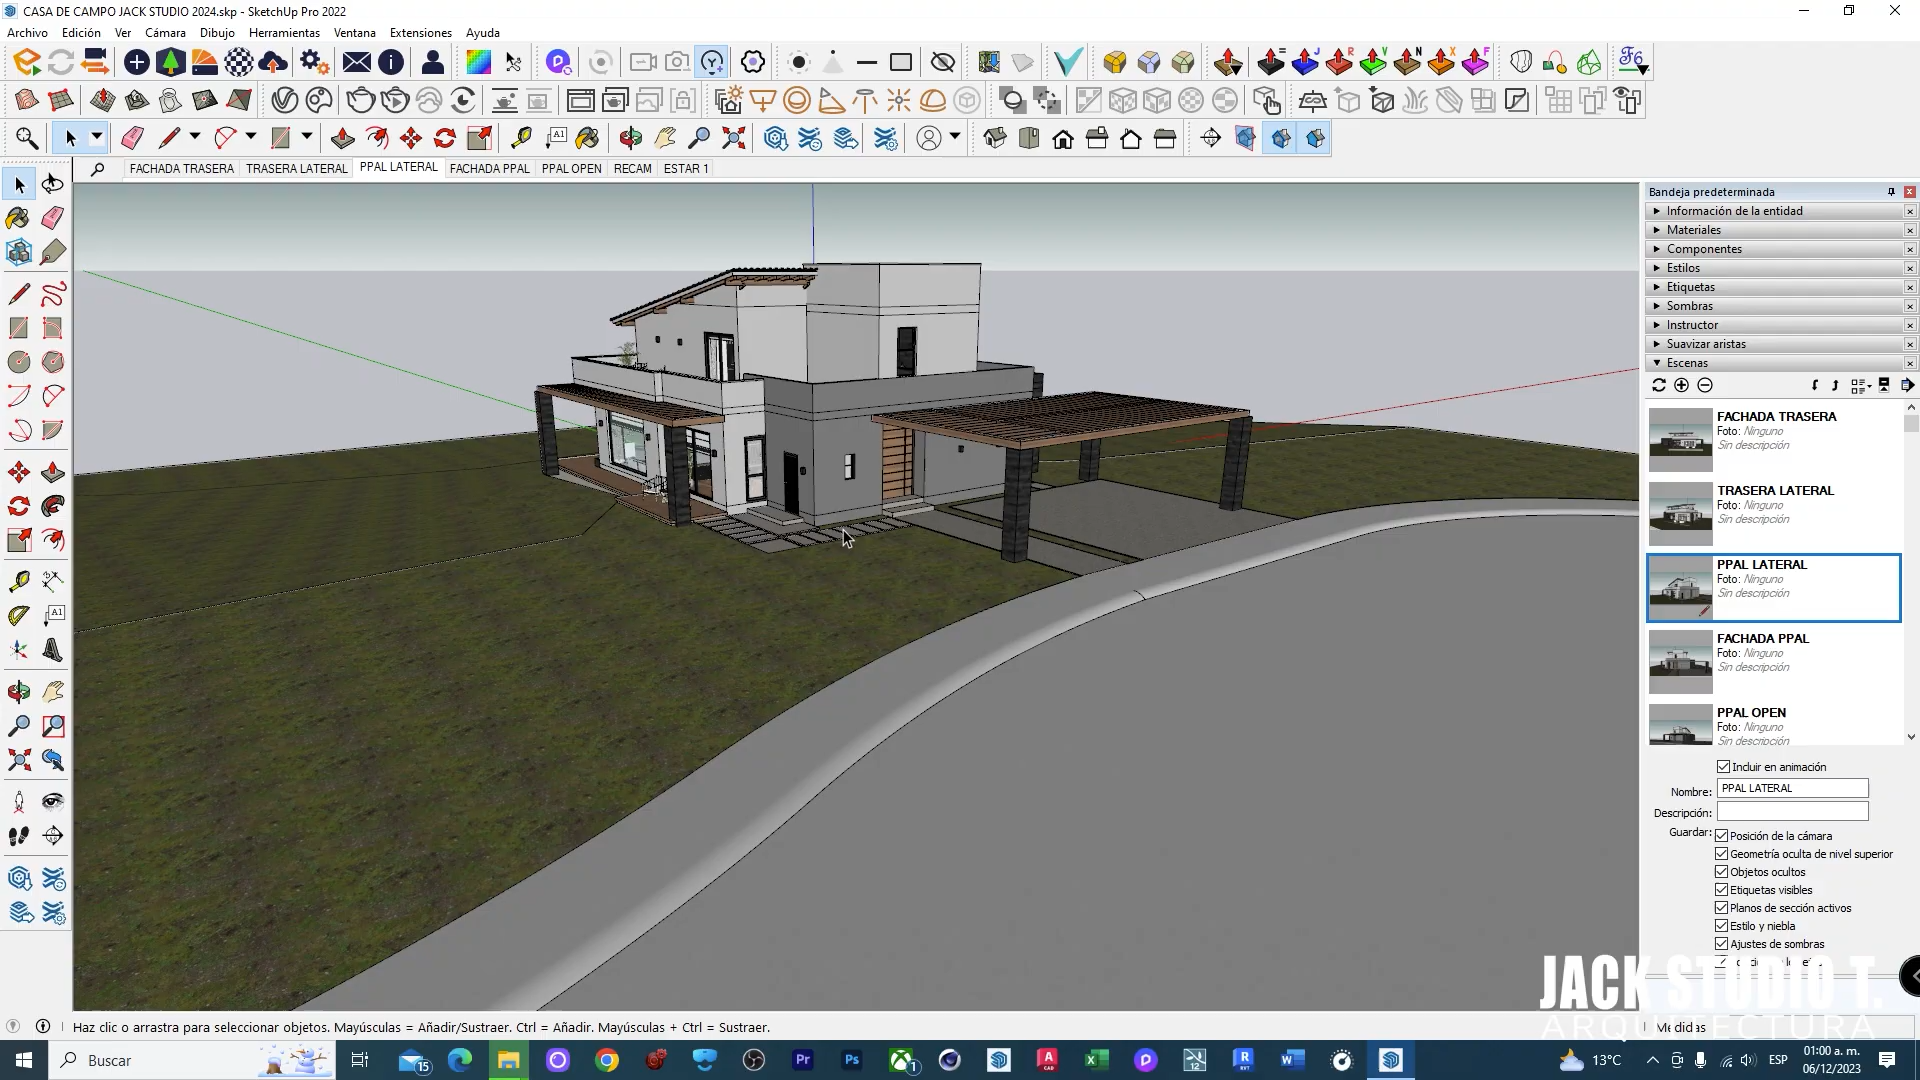 CASA DE CAMPO JACK STUDIO 2024.skp - SketchUp Pro 2022
Archivo Edición Ver Cámara Dibujo Herramientas Ventana Extensiones Ayuda
FACHADA TRASERA TRASERA LATERAL PPAL LATERAL FACHADA PPAL PPAL OPEN RECAM ESTAR 1
Bandeja predeterminada
Información de la entidad
Materiales
Componentes
Estilos
Etiquetas
Sombras
Instructor
Suavizar aristas
Escenas
FACHADA TRASERA
Foto: Ninguno
Sin descripción
TRASERA LATERAL
Foto: Ninguno
Sin descripción
PPAL LATERAL
Foto: Ninguno
Sin descripción
FACHADA PPAL
Foto: Ninguno
Sin descripción
PPAL OPEN
Foto: Ninguno
Sin descripción
Incluir en animación
Nombre: PPAL LATERAL
Descripción:
Guardar: Posición de la cámara
Geometría oculta de nivel superior
Objetos ocultos
Etiquetas visibles
Planos de sección activos
Estilo y niebla
Ajustes de sombras
JACK STUDIO T.
ARQUITECTURA
Haz clic o arrastra para seleccionar objetos. Mayúsculas = Añadir/Sustraer. Ctrl = Añadir. Mayúsculas + Ctrl = Sustraer.
Medidas
Buscar
15
1
13°C
ESP
01:00 a. m.
06/12/2023